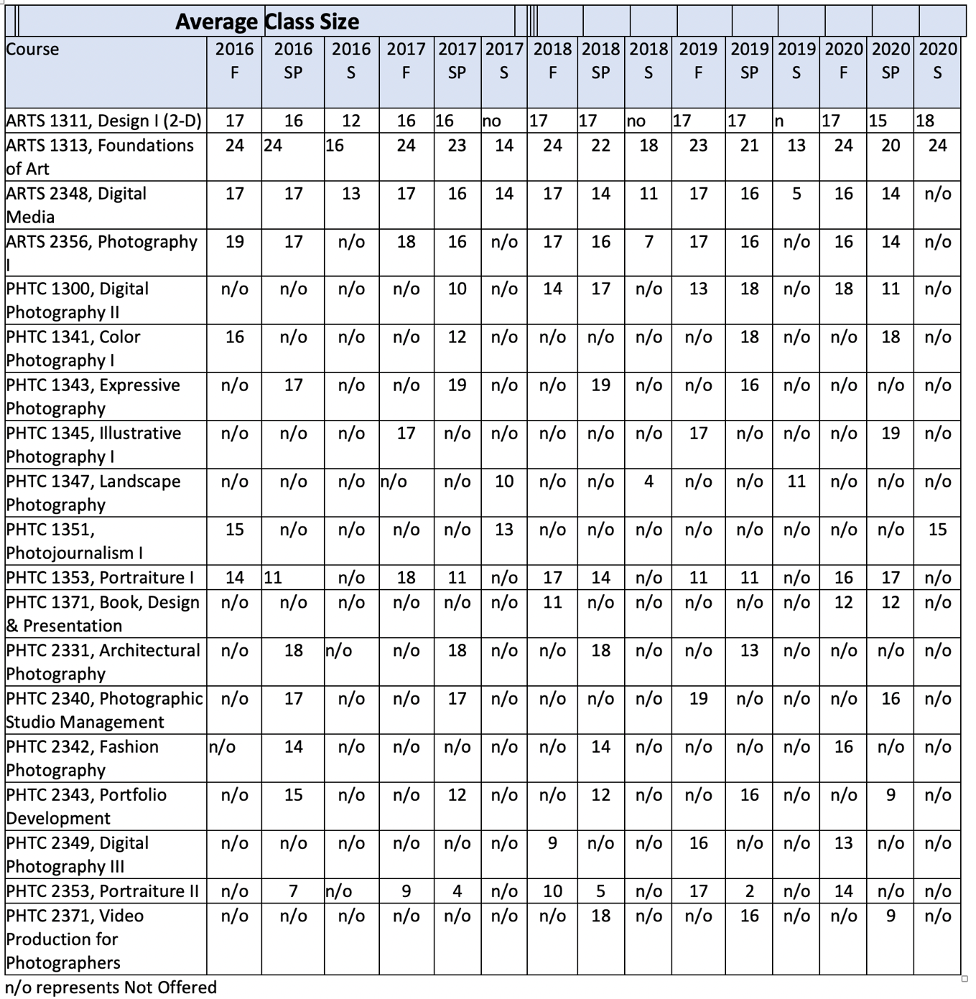 Average Class Size
Course 2016 2016 2016 2017 2017 2017 2018 2018 2018 2019 2019 2019 2020 2020 2020
F SP S F SP S F SP S F SP S F SP S
ARTS 1311, Design I (2-D) 17 16 12 16 16 no 17 17 no 17 17 n 17 15 18
ARTS 1313, Foundations 24 24 16 24 23 14 24 22 18 23 21 13 24 20 24
of Art
ARTS 2348, Digital 17 17 13 17 16 14 17 14 11 17 16 5 16 14 n/o
Media
ARTS 2356, Photography 19 17 n/o 18 16 n/o 17 16 7 17 16 n/o 16 14 n/o
I
PHTC 1300, Digital n/o n/o n/o n/o 10 n/o 14 17 n/o 13 18 n/o 18 11 n/o
Photography II
PHTC 1341, Color 16 n/o n/o n/o 12 n/o n/o n/o n/o n/o 18 n/o n/o 18 n/o
Photography I
PHTC 1343, Expressive n/o 17 n/o n/o 19 n/o n/o 19 n/o n/o 16 n/o n/o n/o n/o
Photography
PHTC 1345, Illustrative n/o n/o n/o 17 n/o n/o n/o n/o n/o 17 n/o n/o n/o 19 n/o
Photography I
PHTC 1347, Landscape n/o n/o n/o n/o n/o 10 n/o n/o 4 n/o n/o 11 n/o n/o n/o
Photography
PHTC 1351, 15 n/o n/o n/o n/o 13 n/o n/o n/o n/o n/o n/o n/o n/o 15
Photojournalism I
PHTC 1353, Portraiture I 14 11 n/o 18 11 n/o 17 14 n/o 11 11 n/o 16 17 n/o
PHTC 1371, Book, Design n/o n/o n/o n/o n/o n/o 11 n/o n/o n/o n/o n/o 12 12 n/o
& Presentation
PHTC 2331, Architectural n/o 18 n/o n/o 18 n/o n/o 18 n/o n/o 13 n/o n/o n/o n/o
Photography
PHTC 2340, Photographic n/o 17 n/o n/o 17 n/o n/o n/o n/o 19 n/o n/o n/o 16 n/o
Studio Management
PHTC 2342, Fashion n/o 14 n/o n/o n/o n/o n/o 14 n/o n/o n/o n/o 16 n/o n/o
Photography
PHTC 2343, Portfolio n/o 15 n/o n/o 12 n/o n/o 12 n/o n/o 16 n/o n/o 9 n/o
Development
PHTC 2349, Digital n/o n/o n/o n/o n/o n/o 9 n/o n/o 16 n/o n/o 13 n/o n/o
Photography III
PHTC 2353, Portraiture II n/o 7 n/o 9 4 n/o 10 5 n/o 17 2 n/o 14 n/o n/o
PHTC 2371, Video n/o n/o n/o n/o n/o n/o n/o 18 n/o n/o 16 n/o n/o 9 n/o
Production for
Photographers
n/o represents Not Offered